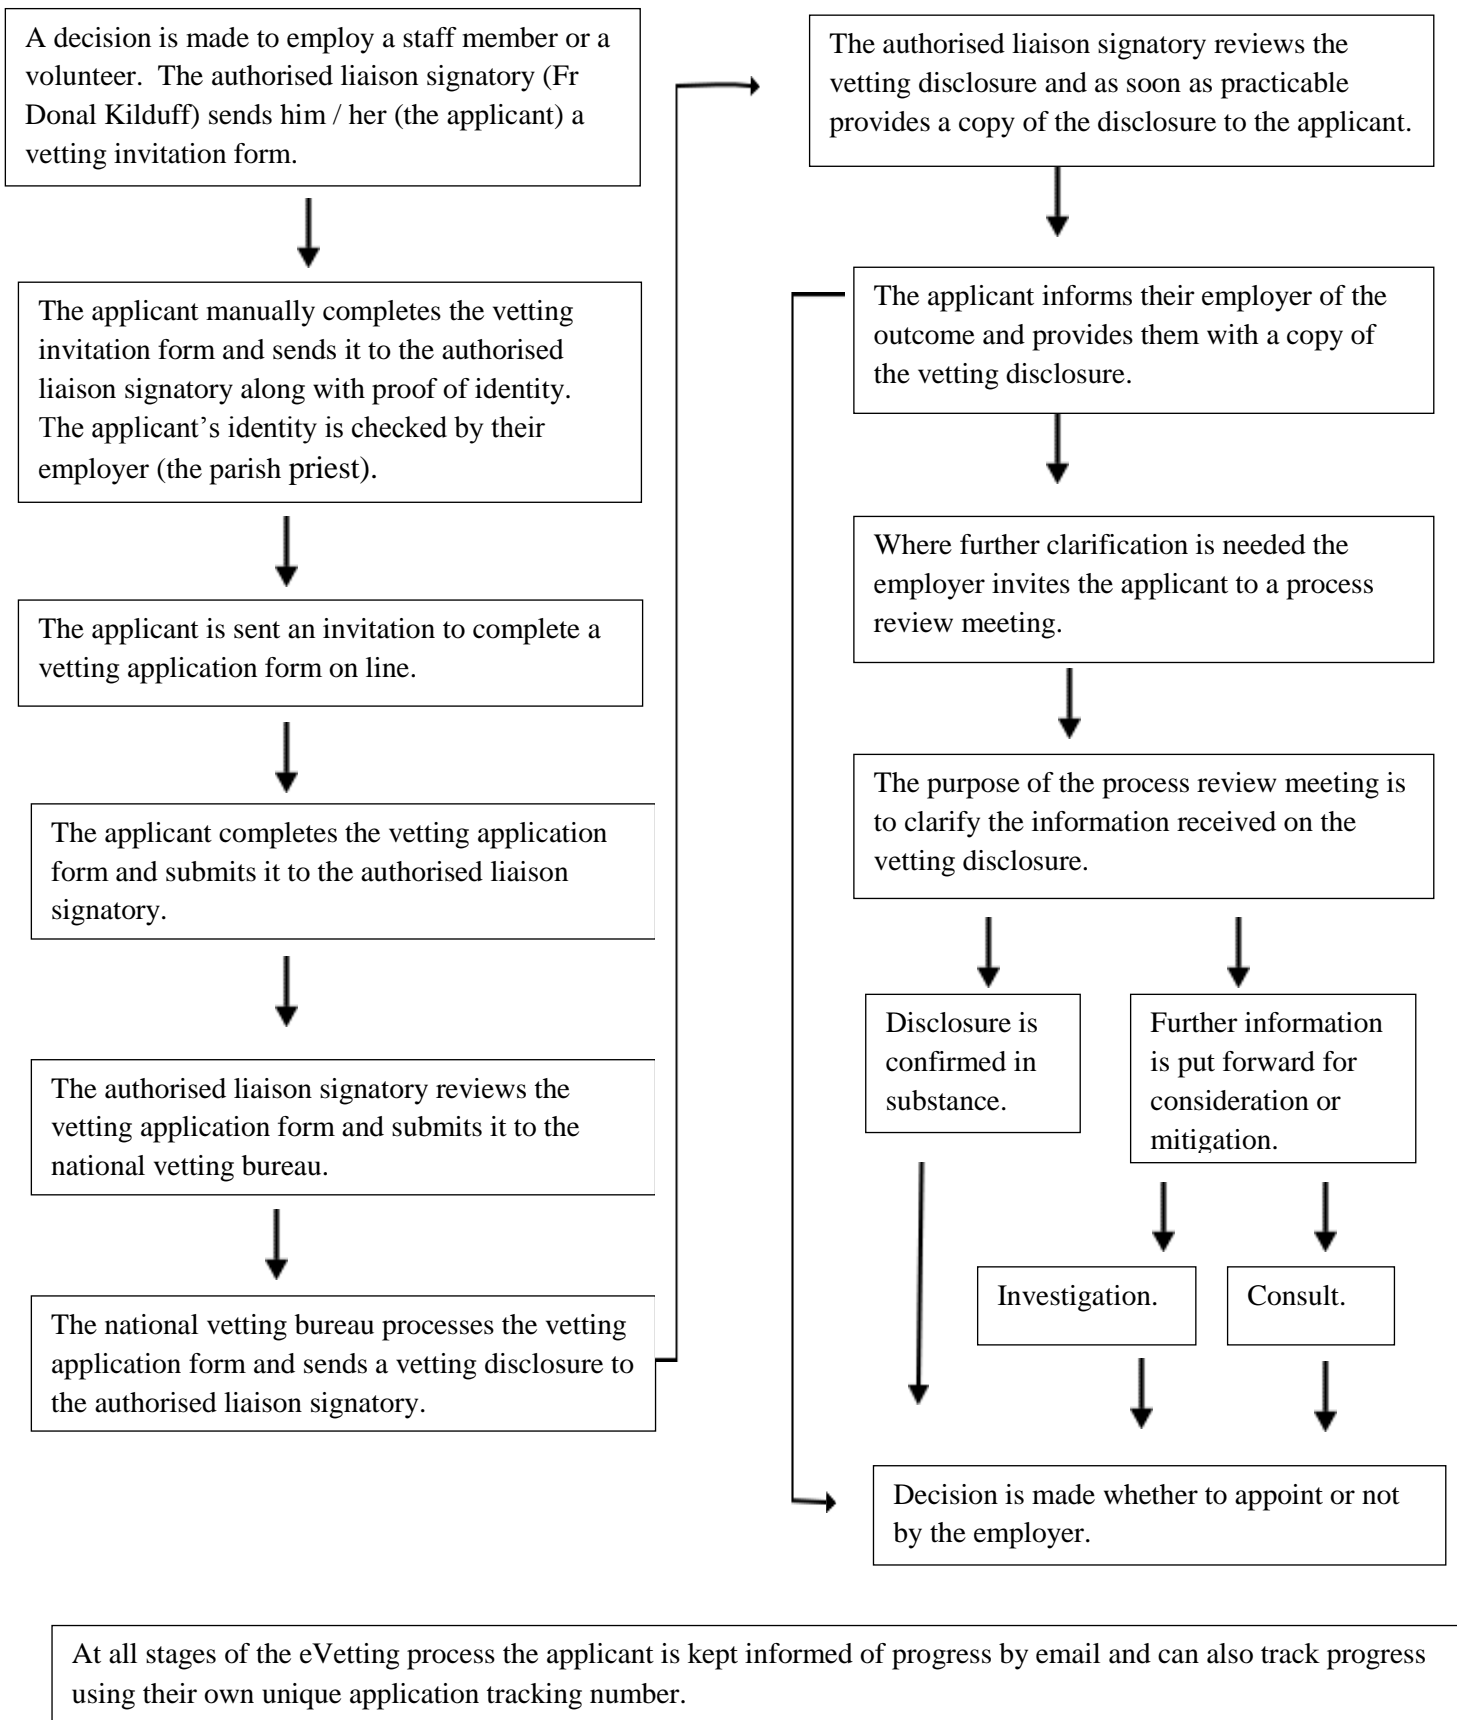 A decision is made to employ a staff member or a
volunteer.  The authorised liaison signatory (Fr
Donal Kilduff) sends him / her (the applicant) a
vetting invitation form.
The applicant manually completes the vetting
invitation form and sends it to the authorised
liaison signatory along with proof of identity.
The applicant’s identity is checked by their
employer (the parish priest).
The applicant is sent an invitation to complete a
vetting application form on line.
The applicant completes the vetting application
form and submits it to the authorised liaison
signatory.
The authorised liaison signatory reviews the
vetting application form and submits it to the
national vetting bureau.
The national vetting bureau processes the vetting
application form and sends a vetting disclosure to
the authorised liaison signatory.
The authorised liaison signatory reviews the
vetting disclosure and as soon as practicable
provides a copy of the disclosure to the applicant.
The applicant informs their employer of the
outcome and provides them with a copy of
the vetting disclosure.
Where further clarification is needed the
employer invites the applicant to a process
review meeting.
The purpose of the process review meeting is
to clarify the information received on the
vetting disclosure.
Disclosure is
confirmed in
substance.
Further information
is put forward for
consideration or
mitigation.
Investigation.
Consult.
Decision is made whether to appoint or not
by the employer.
At all stages of the eVetting process the applicant is kept informed of progress by email and can also track progress
using their own unique application tracking number.